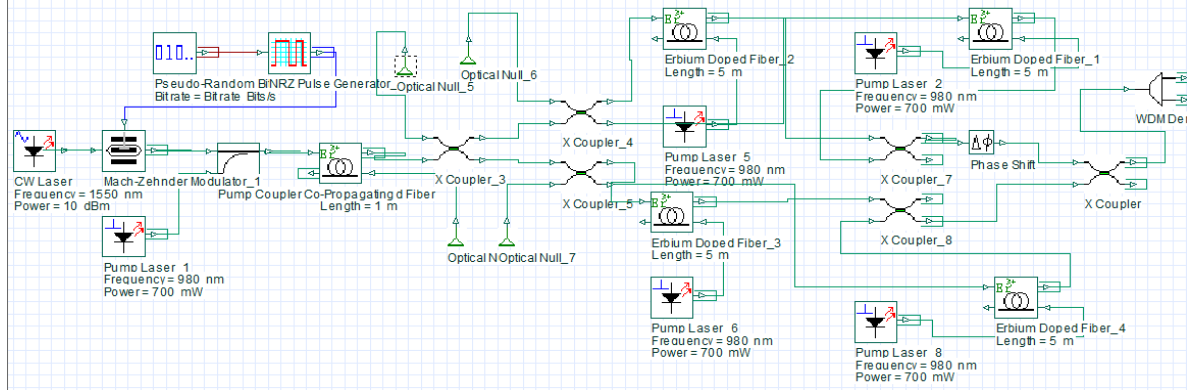 010..
Pseudo-Random Bit
NRZ Pulse Generator_
Bitrate = Bitrate Bits/s
Optical Null_5
Optical Null_6
CW Laser
Frequency = 1550 nm
Power = 10 dBm
Mach-Zehnder Modulator_1
Pump Coupler Co-Propagating
d Fiber
Length = 1 m
Pump Laser 1
Frequency = 980 nm
Power = 700 mW
X Coupler_3
Optical N
Optical Null_7
X Coupler_4
X Coupler_5
Erbium Doped Fiber_2
Length = 5 m
Pump Laser 5
Frequency = 980 nm
Power = 700 mW
Erbium Doped Fiber_3
Length = 5 m
Pump Laser 6
Frequency = 980 nm
Power = 700 mW
Pump Laser 2
Frequency = 980 nm
Power = 700 mW
Erbium Doped Fiber_1
Length = 5 m
X Coupler_7
ΔΦ
Phase Shift
X Coupler_8
X Coupler
WDM Der
Erbium Doped Fiber_4
Length = 5 m
Pump Laser 8
Frequency = 980 nm
Power = 700 mW